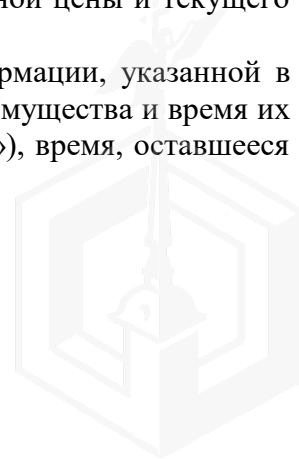 ной цены и текущего
рмации, указанной в
мущества и время их
»), время, оставшееся